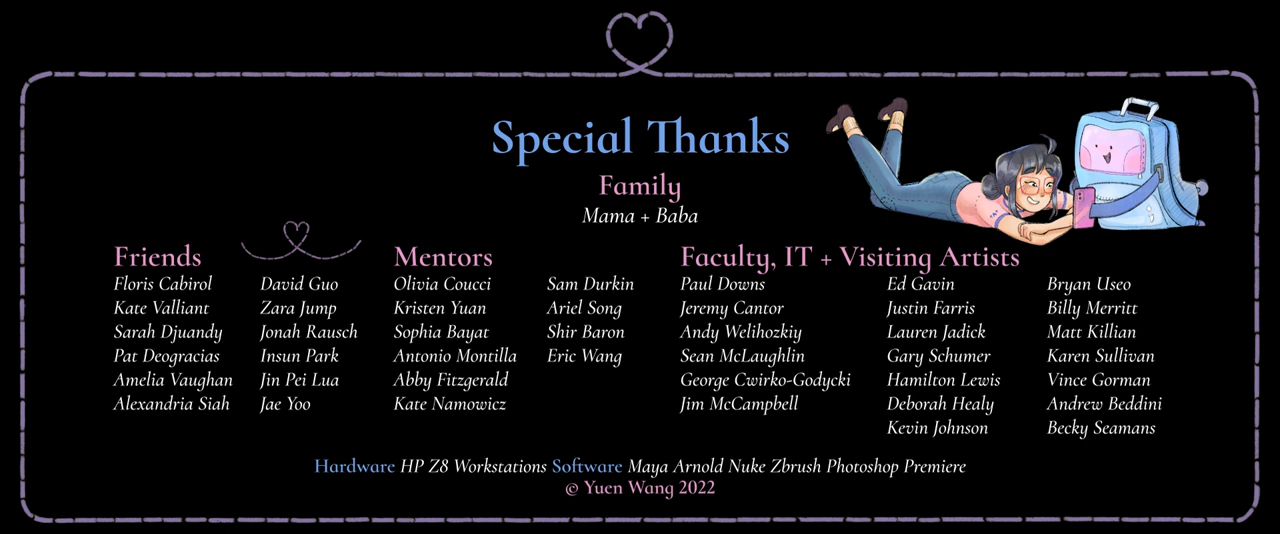 Special Thanks
Family
Mama + Baba
Friends
Floris Cabirol
Kate Valliant
Sarah Djuandy
Pat Deogracias
Amelia Vaughan
Alexandria Siah
David Guo
Zara Jump
Jonah Rausch
Insun Park
Jin Pei Lua
Jae Yoo
Mentors
Olivia Coucci
Kristen Yuan
Sophia Bayat
Antonio Montilla
Abby Fitzgerald
Kate Namowicz
Sam Durkin
Ariel Song
Shir Baron
Eric Wang
Faculty, IT + Visiting Artists
Paul Downs
Jeremy Cantor
Andy Welihozkiy
Sean McLaughlin
George Cwirko-Godycki
Jim McCampbell
Ed Gavin
Justin Farris
Lauren Jadick
Gary Schumer
Hamilton Lewis
Deborah Healy
Kevin Johnson
Bryan Useo
Billy Merritt
Matt Killian
Karen Sullivan
Vince Gorman
Andrew Beddini
Becky Seamans
Hardware HP Z8 Workstations Software Maya Arnold Nuke Zbrush Photoshop Premiere
© Yuen Wang 2022